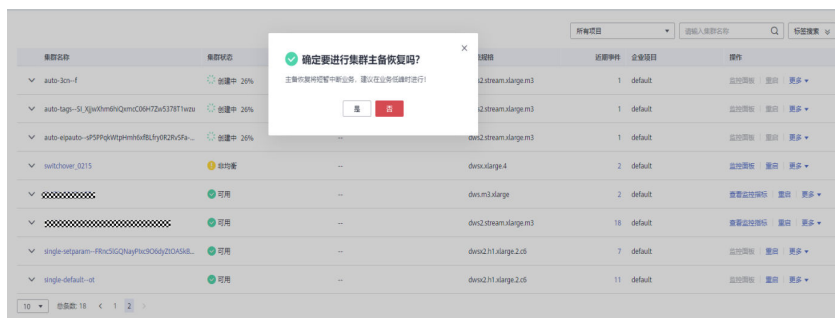 所有项目
请输入集群名称
标签搜索
集群名称 集群状态 规格 近期事件 企业项目 操作
确定要进行集群主备恢复吗?
主备恢复将短暂中断业务，建议在业务低峰时进行!
是 否
auto-3cn--f 创建中 26% dws2.stream.xlarge.m3 1 default 监控面板 重启 更多
创建中 26% dws2.stream.xlarge.m3 1 default 监控面板 重启 更多
创建中 26% -- dws2.stream.xlarge.m3 1 default 监控面板 重启 更多
switchover_0215 非均衡 -- dwsx.xlarge.4 2 default 监控面板 重启 更多
可用 -- dws.m3.xlarge 2 default 查看监控指标 重启 更多
可用 -- dws2.stream.xlarge.m3 18 default 查看监控指标 重启 更多
可用 -- dwsx2.h1.xlarge.2.c6 7 default 监控面板 重启 更多
single-default--ot 可用 -- dwsx2.h1.xlarge.2.c6 11 default 监控面板 重启 更多
10 总条数: 18 < 1 2 >